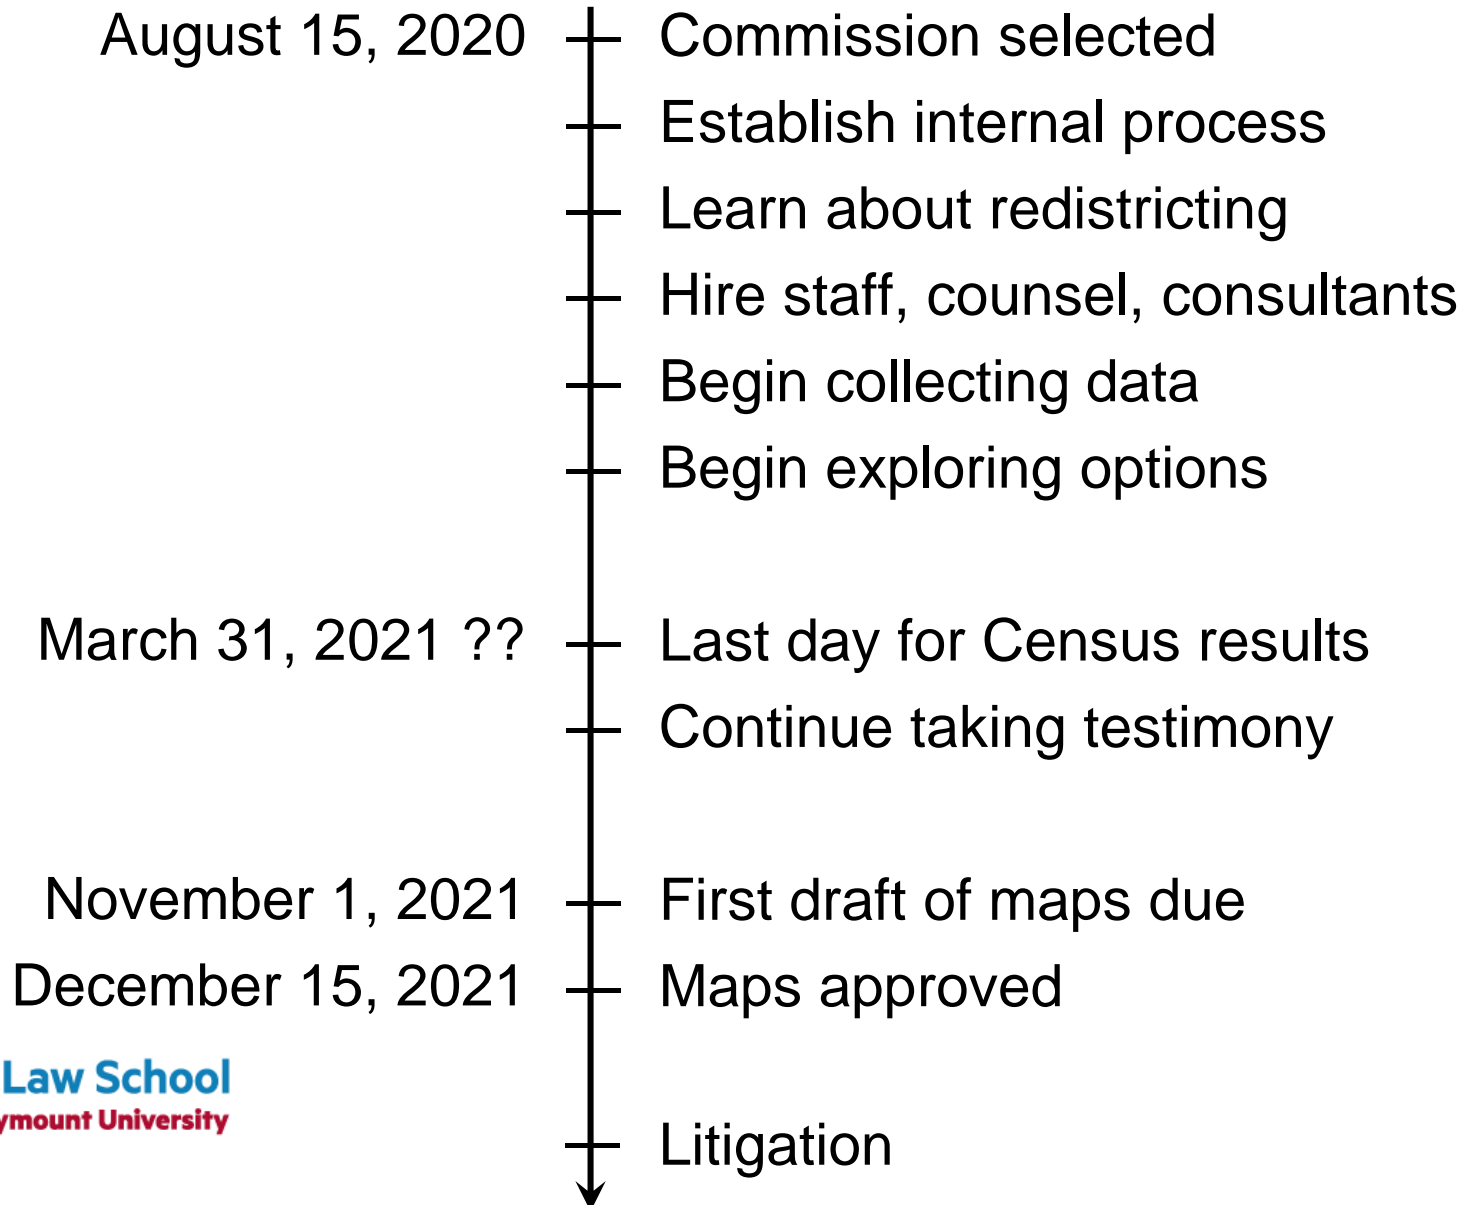 August 15, 2020 Commission selected
Establish internal process
Learn about redistricting
Hire staff, counsel, consultants
Begin collecting data
Begin exploring options
March 31, 2021 ?? Last day for Census results
Continue taking testimony
November 1, 2021 First draft of maps due
December 15, 2021 Maps approved
Law School
University
Litigation